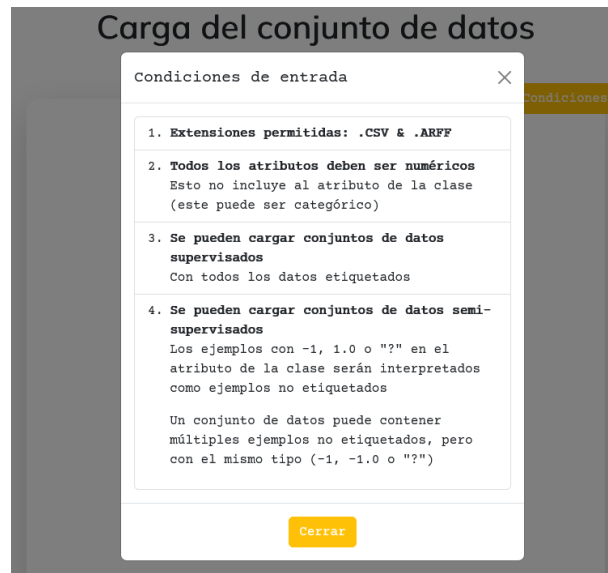 Carga del conjunto de datos
Condiciones de entrada
Condiciones
1. Extensiones permitidas: .CSV & .ARFF
2. Todos los atributos deben ser numéricos
Esto no incluye al atributo de la clase
(este puede ser categórico)
3. Se pueden cargar conjuntos de datos
supervisados
Con todos los datos etiquetados
4. Se pueden cargar conjuntos de datos semi-
supervisados
Los ejemplos con -1, 1.0 o "?" en el
atributo de la clase serán interpretados
como ejemplos no etiquetados
Un conjunto de datos puede contener
múltiples ejemplos no etiquetados, pero
con el mismo tipo (-1, -1.0 o "?")
Cerrar